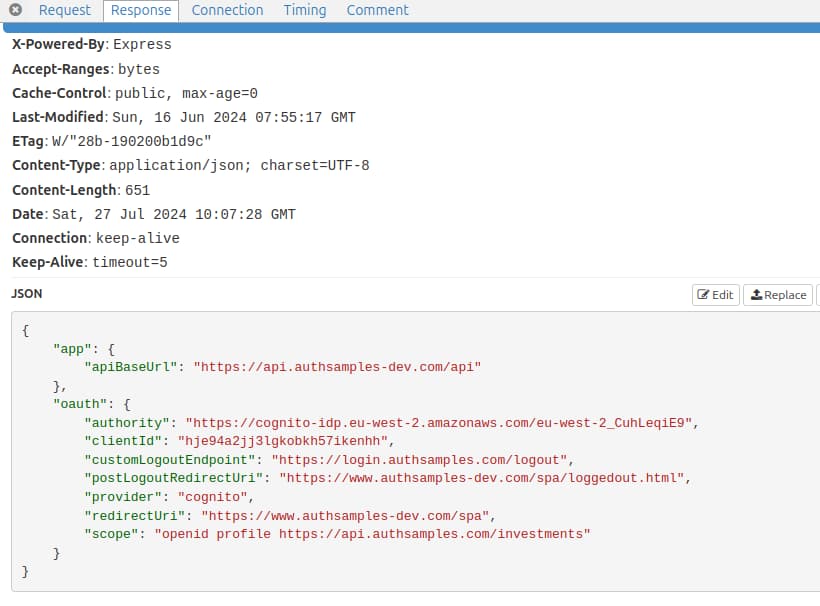 Request Response Connection Timing Comment
X-Powered-By: Express
Accept-Ranges: bytes
Cache-Control: public, max-age=0
Last-Modified: Sun, 16 Jun 2024 07:55:17 GMT
ETag: W/"28b-190200b1d9c"
Content-Type: application/json; charset=UTF-8
Content-Length: 651
Date: Sat, 27 Jul 2024 10:07:28 GMT
Connection: keep-alive
Keep-Alive: timeout=5
JSON Edit Replace
{
    "app": {
        "apiBaseUrl": "https://api.authsamples-dev.com/api"
    },
    "oauth": {
        "authority": "https://cognito-idp.eu-west-2.amazonaws.com/eu-west-2_CuhLeqiE9",
        "clientId": "hje94a2jj3lgkobkh57ikenhh",
        "customLogoutEndpoint": "https://login.authsamples.com/logout",
        "postLogoutRedirectUri": "https://www.authsamples-dev.com/spa/loggedout.html",
        "provider": "cognito",
        "redirectUri": "https://www.authsamples-dev.com/spa",
        "scope": "openid profile https://api.authsamples.com/investments"
    }
}